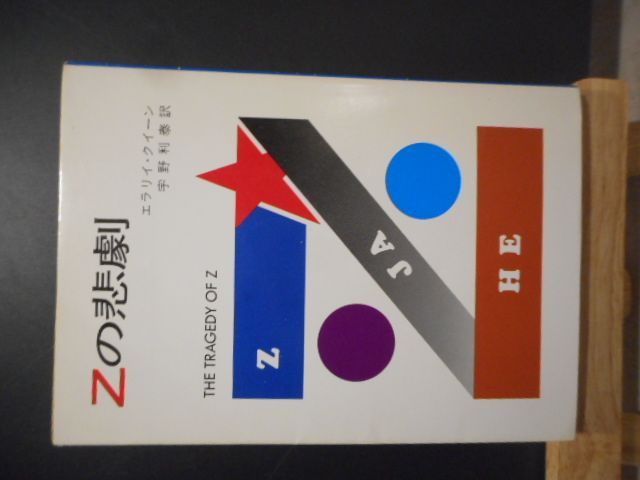 Zの悲劇
エラリイ・クイーン
宇野利泰訳
THE TRAGEDY OF Z
Z
JA
HE